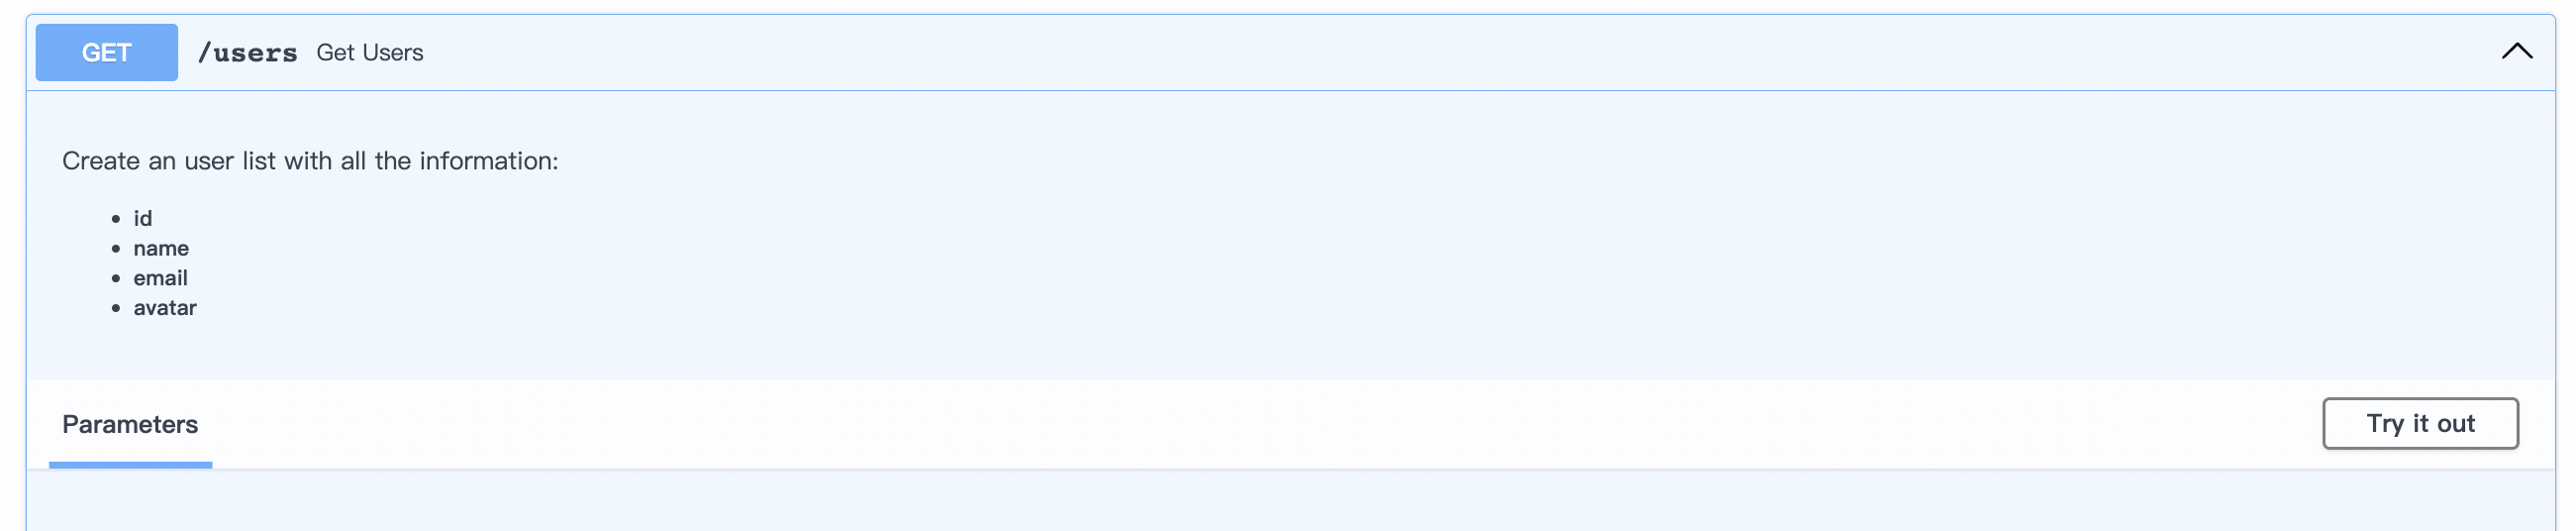 GET /users Get Users
Create an user list with all the information:
id
name
email
avatar
Parameters
Try it out